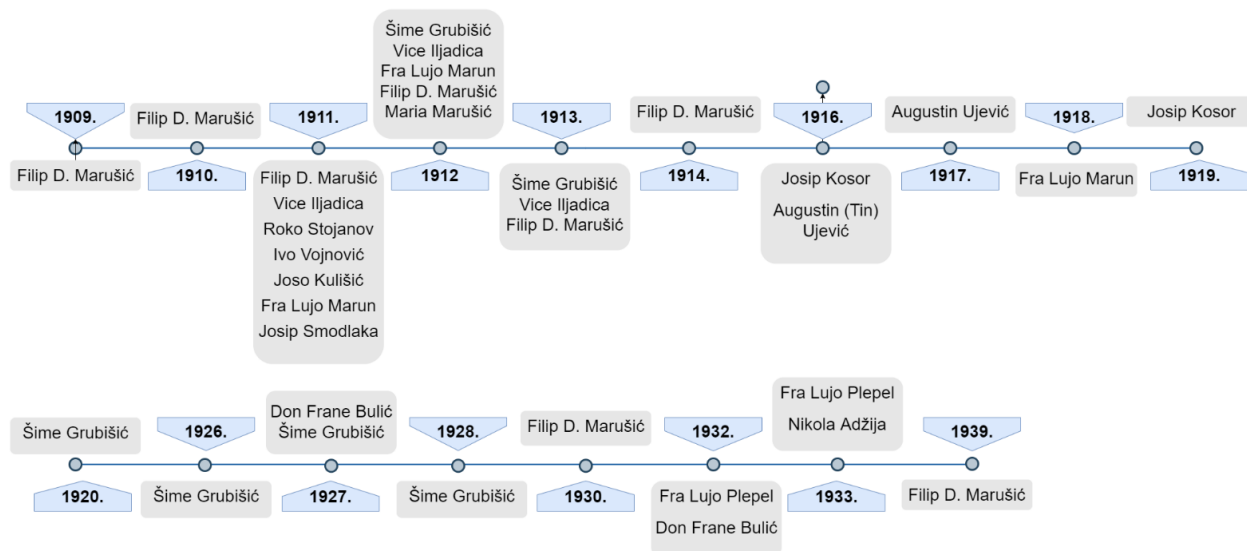 1909.
Filip D. Marušić
Filip D. Marušić
1910.
1911.
Filip D. Marušić
Vice Iljadica
Roko Stojanov
Ivo Vojnović
Joso Kulišić
Fra Lujo Marun
Josip Smodlaka
Šime Grubišić
Vice Iljadica
Fra Lujo Marun
Filip D. Marušić
Maria Marušić
1912
1913.
Šime Grubišić
Vice Iljadica
Filip D. Marušić
Filip D. Marušić
1914.
1916.
Josip Kosor
Augustin (Tin)
Ujević
Augustin Ujević
1917.
1918.
Fra Lujo Marun
Josip Kosor
1919.
Šime Grubišić
1920.
1926.
Šime Grubišić
Don Frane Bulić
Šime Grubišić
1927.
1928.
Šime Grubišić
Filip D. Marušić
1930.
1932.
Fra Lujo Plepel
Don Frane Bulić
Fra Lujo Plepel
Nikola Adžija
1933.
1939.
Filip D. Marušić